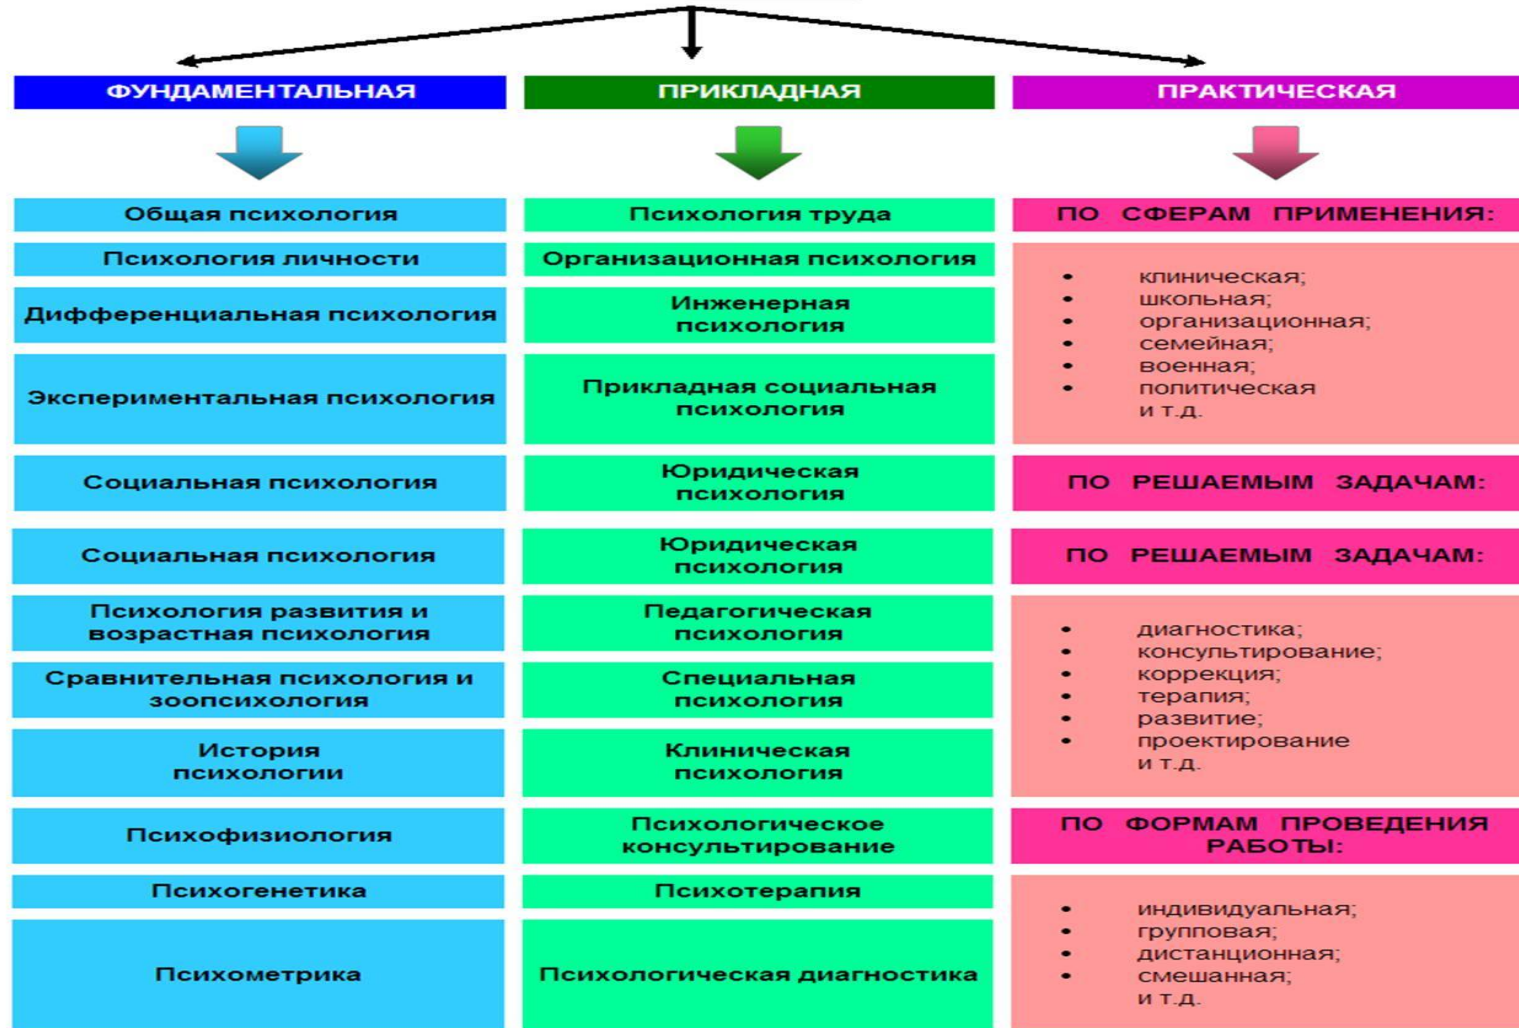 ФУНДАМЕНТАЛЬНАЯ
ПРИКЛАДНАЯ
ПРАКТИЧЕСКАЯ
Общая психология
Психология труда
ПО СФЕРАМ ПРИМЕНЕНИЯ:
Психология личности
Организационная психология
Дифференциальная психология
Инженерная
психология
• клиническая;
• школьная;
• организационная;
• семейная;
• военная;
• политическая
и т.д.
Экспериментальная психология
Прикладная социальная
психология
Социальная психология
Юридическая
психология
ПО РЕШАЕМЫМ ЗАДАЧАМ:
Социальная психология
Юридическая
психология
ПО РЕШАЕМЫМ ЗАДАЧАМ:
Психология развития и
возрастная психология
Педагогическая
психология
• диагностика;
• консультирование;
• коррекция;
• терапия;
• развитие;
• проектирование
и т.д.
Сравнительная психология и
зоопсихология
Специальная
психология
История
психологии
Клиническая
психология
Психофизиология
Психологическое
консультирование
ПО ФОРМАМ ПРОВЕДЕНИЯ
РАБОТЫ:
Психогенетика
Психотерапия
• индивидуальная;
• групповая;
• дистанционная;
• смешанная;
и т.д.
Психометрика
Психологическая диагностика